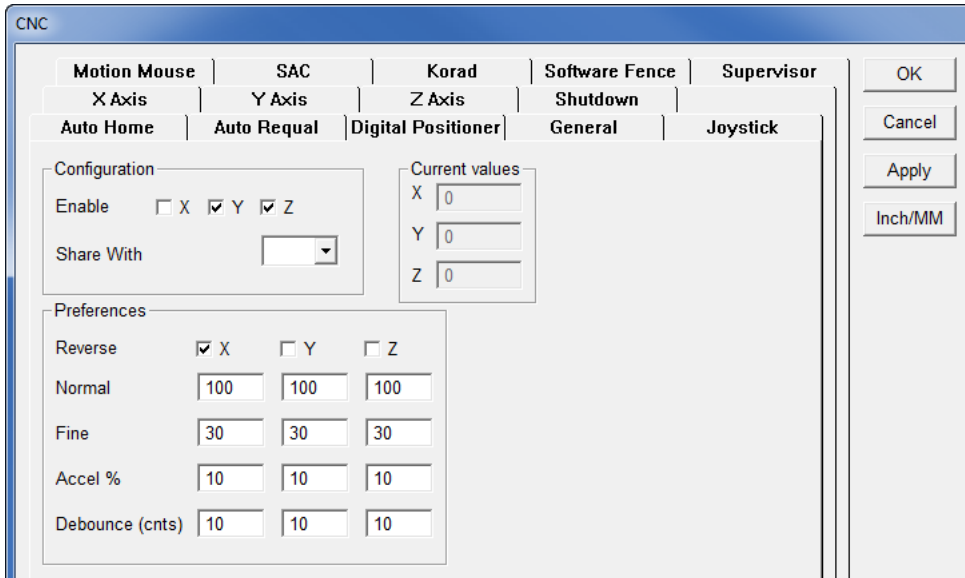 CNC
Motion Mouse SAC Korad Software Fence Supervisor
X Axis Y Axis Z Axis Shutdown
Auto Home Auto Requal Digital Positioner General Joystick
OK
Cancel
Apply
Inch/MM
Configuration
Enable X Y Z
Share With
Current values
X 0
Y 0
Z 0
Preferences
Reverse X Y Z
Normal 100 100 100
Fine 30 30 30
Accel % 10 10 10
Debounce (cnts) 10 10 10